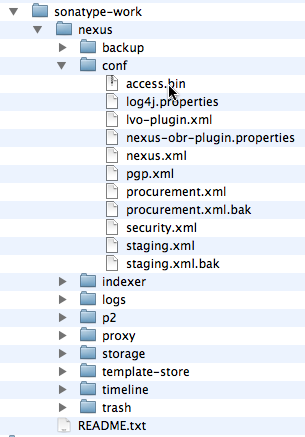 sonatype-work
nexus
backup
conf
access.bin
log4j.properties
lvo-plugin.xml
nexus-obr-plugin.properties
nexus.xml
pgp.xml
procurement.xml
procurement.xml.bak
security.xml
staging.xml
staging.xml.bak
indexer
logs
p2
proxy
storage
template-store
timeline
trash
README.txt